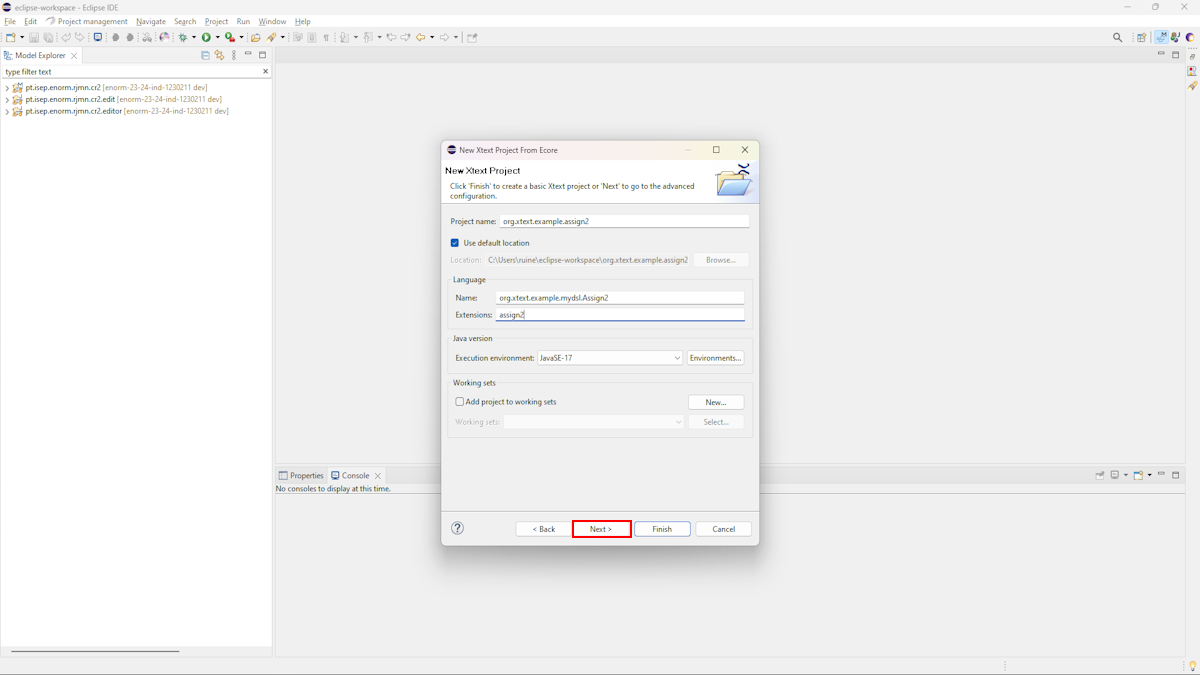 eclipse-workspace - Eclipse IDE
File Edit Project management Navigate Search Project Run Window Help
Model Explorer
type filter text
pt.isep.enorm.rjmn.cr2 [enorm-23-24-ind-1230211 dev]
pt.isep.enorm.rjmn.cr2.edit [enorm-23-24-ind-1230211 dev]
pt.isep.enorm.rjmn.cr2.editor [enorm-23-24-ind-1230211 dev]
New Xtext Project From Ecore
New Xtext Project
Click 'Finish' to create a basic Xtext project or 'Next' to go to the advanced
configuration.
Project name: org.xtext.example.assign2
Use default location
Location: C:\Users\ruine\eclipse-workspace\org.xtext.example.assign2 Browse...
Language
Name: org.xtext.example.mydsl.Assign2
Extensions: assign2
Java version
Execution environment: JavaSE-17 Environments...
Working sets
Add project to working sets New...
Working sets: Select...
< Back Next > Finish Cancel
Properties Console
No consoles to display at this time.